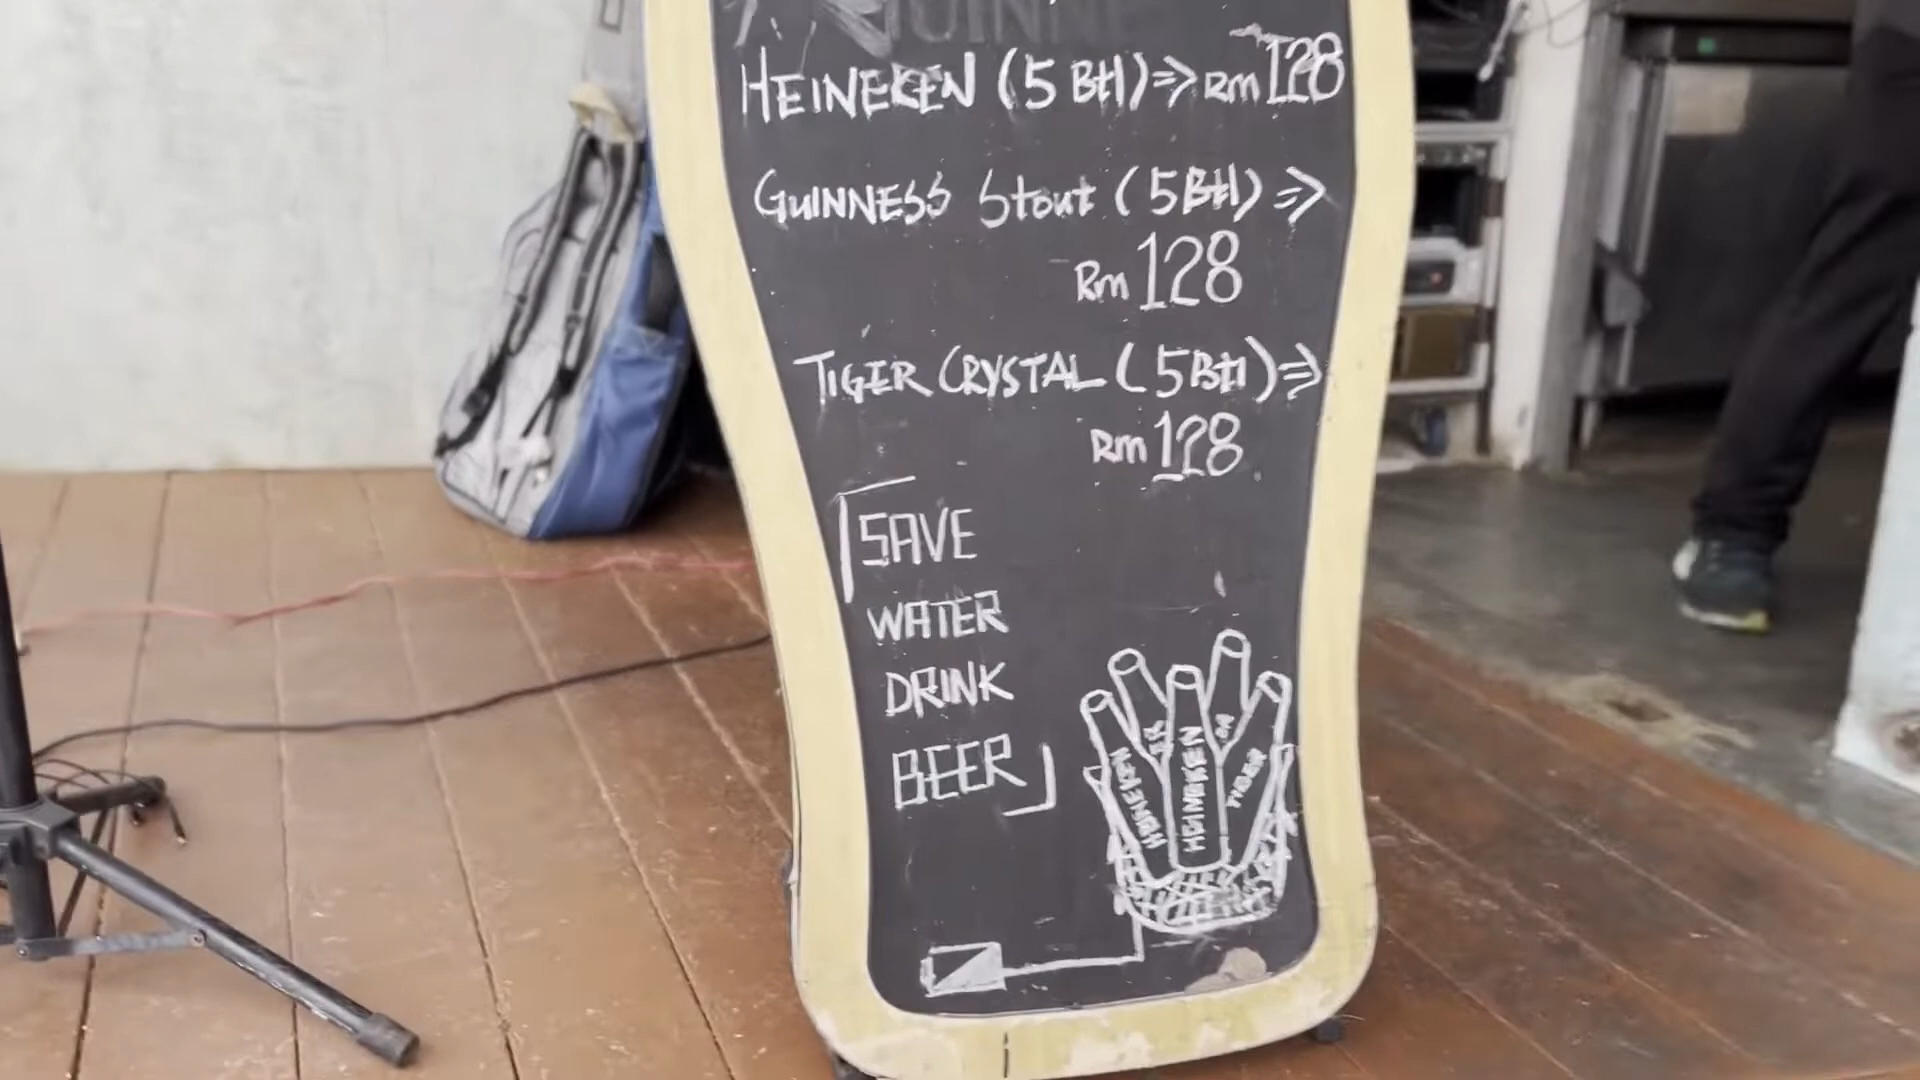 HEINEKEN (5 Btl) => Rm 128
GUINNESS Stout (5 Btl) =>
Rm 128
TIGER CRYSTAL (5 Btl) =>
Rm 128
SAVE
WATER
DRINK
BEER
HEINEKEN
HEINEKEN
TIGER